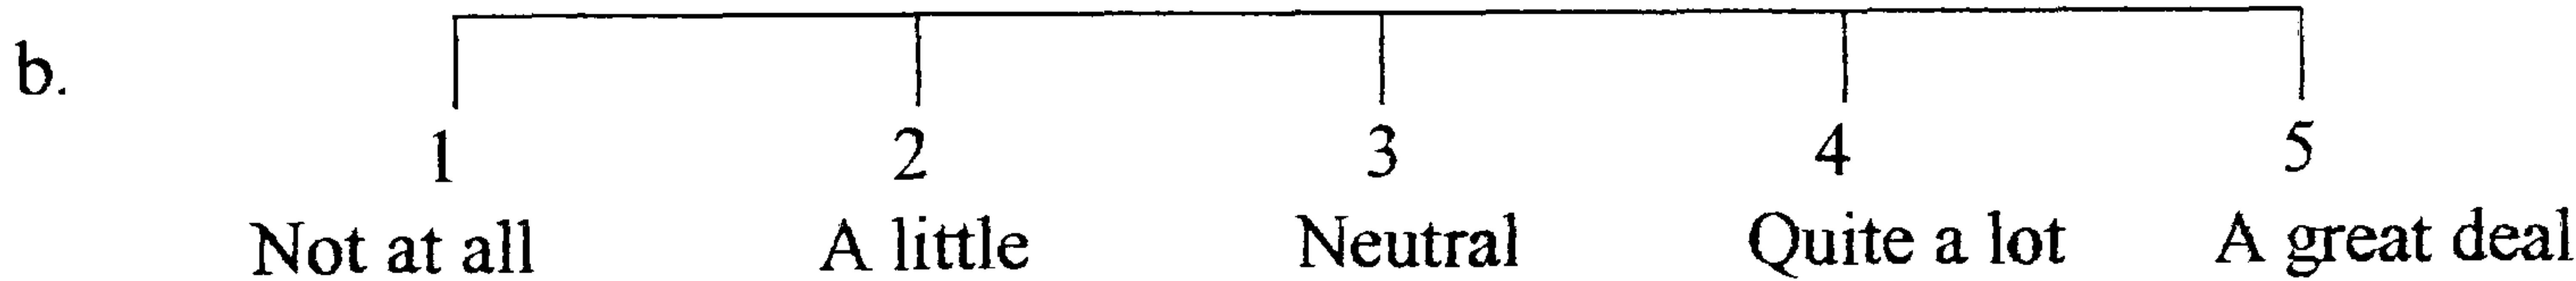 b.
1 2 3 4 5
Not at all A little Neutral Quite a lot A great deal